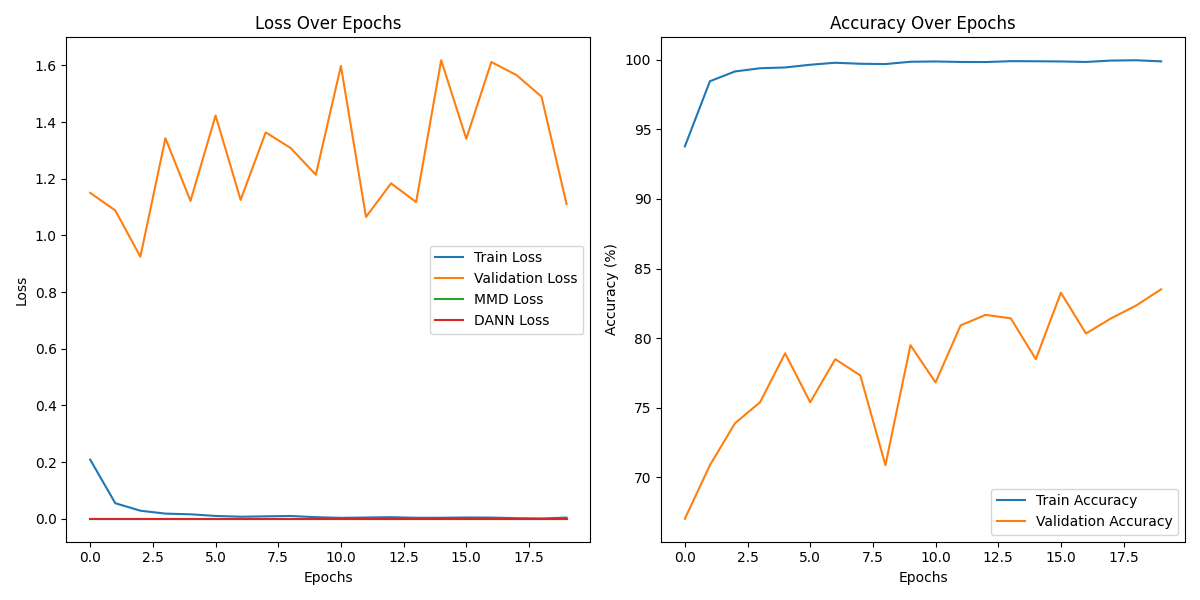 Loss Over Epochs
Loss
1.6
1.4
1.2
1.0
0.8
0.6
0.4
0.2
0.0
Train Loss
Validation Loss
MMD Loss
DANN Loss
0.0 2.5 5.0 7.5 10.0 12.5 15.0 17.5
Epochs
Accuracy Over Epochs
Accuracy (%)
100
95
90
85
80
75
70
Train Accuracy
Validation Accuracy
0.0 2.5 5.0 7.5 10.0 12.5 15.0 17.5
Epochs